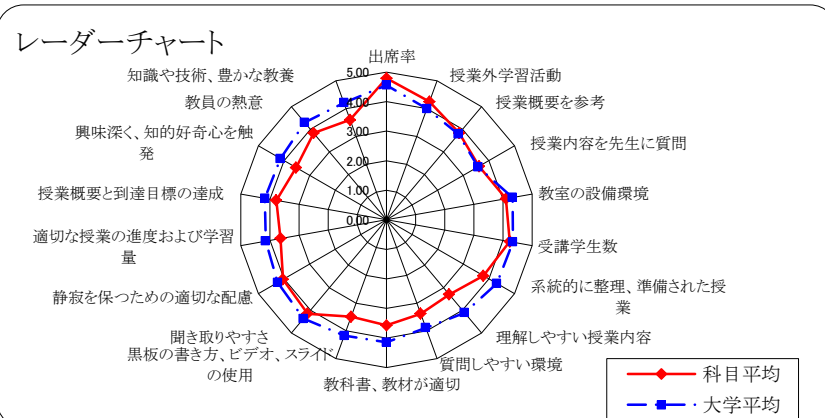 レーダーチャート
出席率
授業外学習活動
授業概要を参考
授業内容を先生に質問
教室の設備環境
受講学生数
系統的に整理、準備された授
業
理解しやすい授業内容
質問しやすい環境
教科書、教材が適切
黒板の書き方、ビデオ、スライド
の使用
聞き取りやすさ
静寂を保つための適切な配慮
適切な授業の進度および学習
量
授業概要と到達目標の達成
興味深く、知的好奇心を触
発
教員の熱意
知識や技術、豊かな教養
5.00
4.00
3.00
2.00
1.00
0.00
科目平均
大学平均